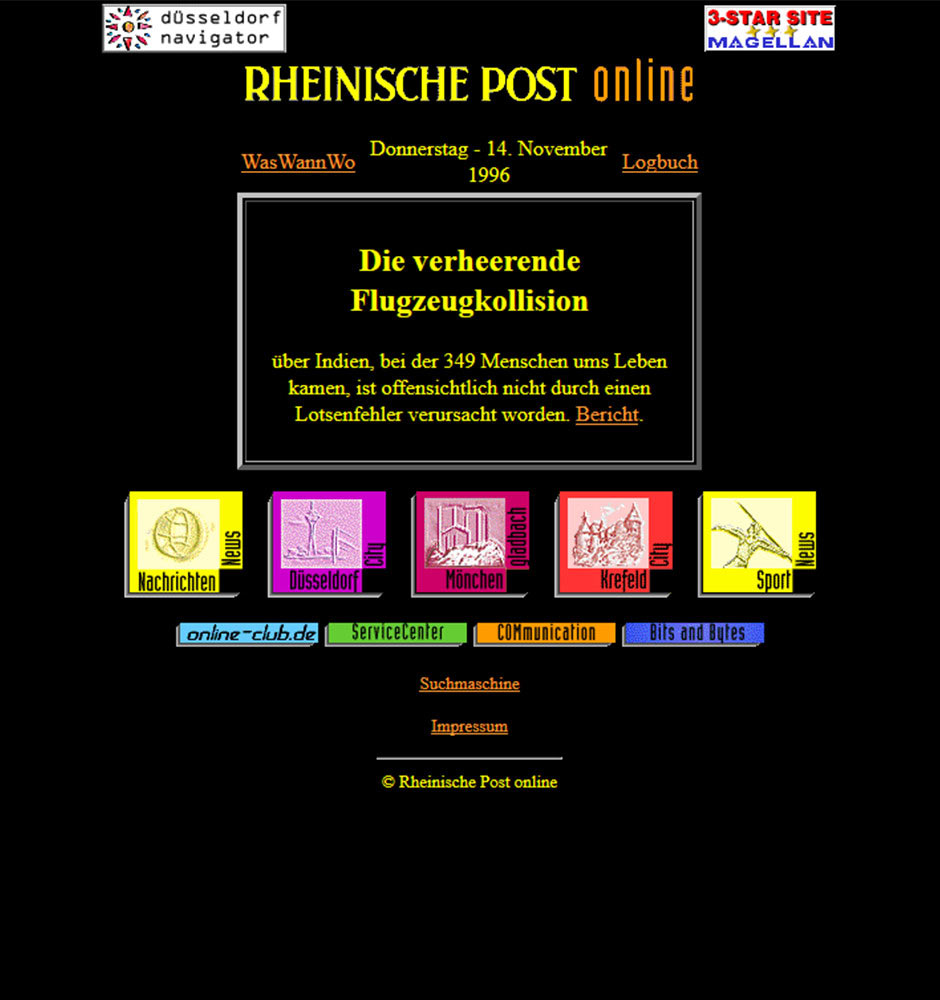 düsseldorf
navigator
3-STAR SITE
MAGELLAN
RHEINISCHE POST online
WasWannWo
Donnerstag - 14. November
1996
Logbuch
Die verheerende
Flugzeugkollision
über Indien, bei der 349 Menschen ums Leben
kamen, ist offensichtlich nicht durch einen
Lotsenfehler verursacht worden. Bericht.
Nachrichten
News
Düsseldorf
City
Mönchen
gladbach
Krefeld
City
Sport
News
online-club.de
ServiceCenter
COMmunication
Bits and Bytes
Suchmaschine
Impressum
© Rheinische Post online